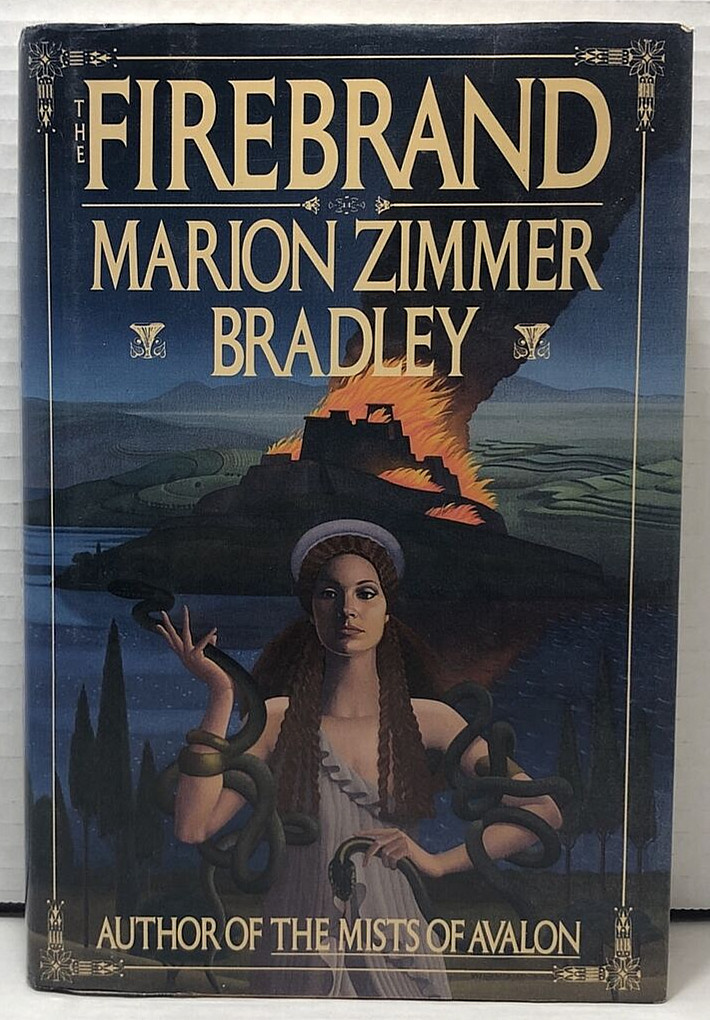 THE
FIREBRAND
MARION ZIMMER
BRADLEY
AUTHOR OF THE MISTS OF AVALON